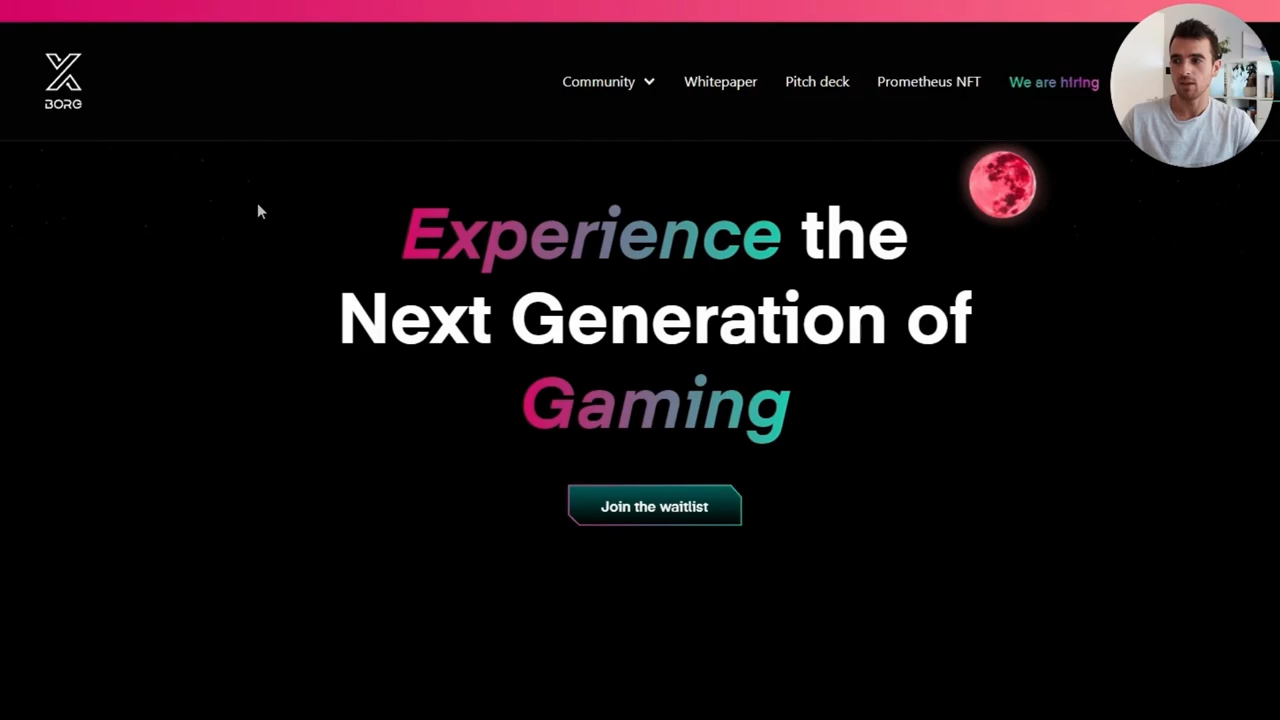 BORG
Community
Whitepaper
Pitch deck
Prometheus NFT
We are hiring
Experience the
Next Generation of
Gaming
Join the waitlist